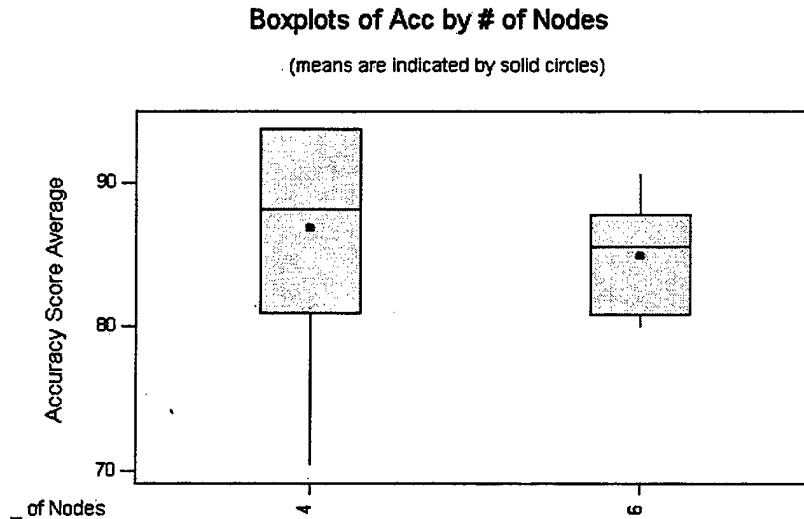 Boxplots of Acc by # of Nodes
(means are indicated by solid circles)
Accuracy Score Average
90
80
70
_ of Nodes
4
6